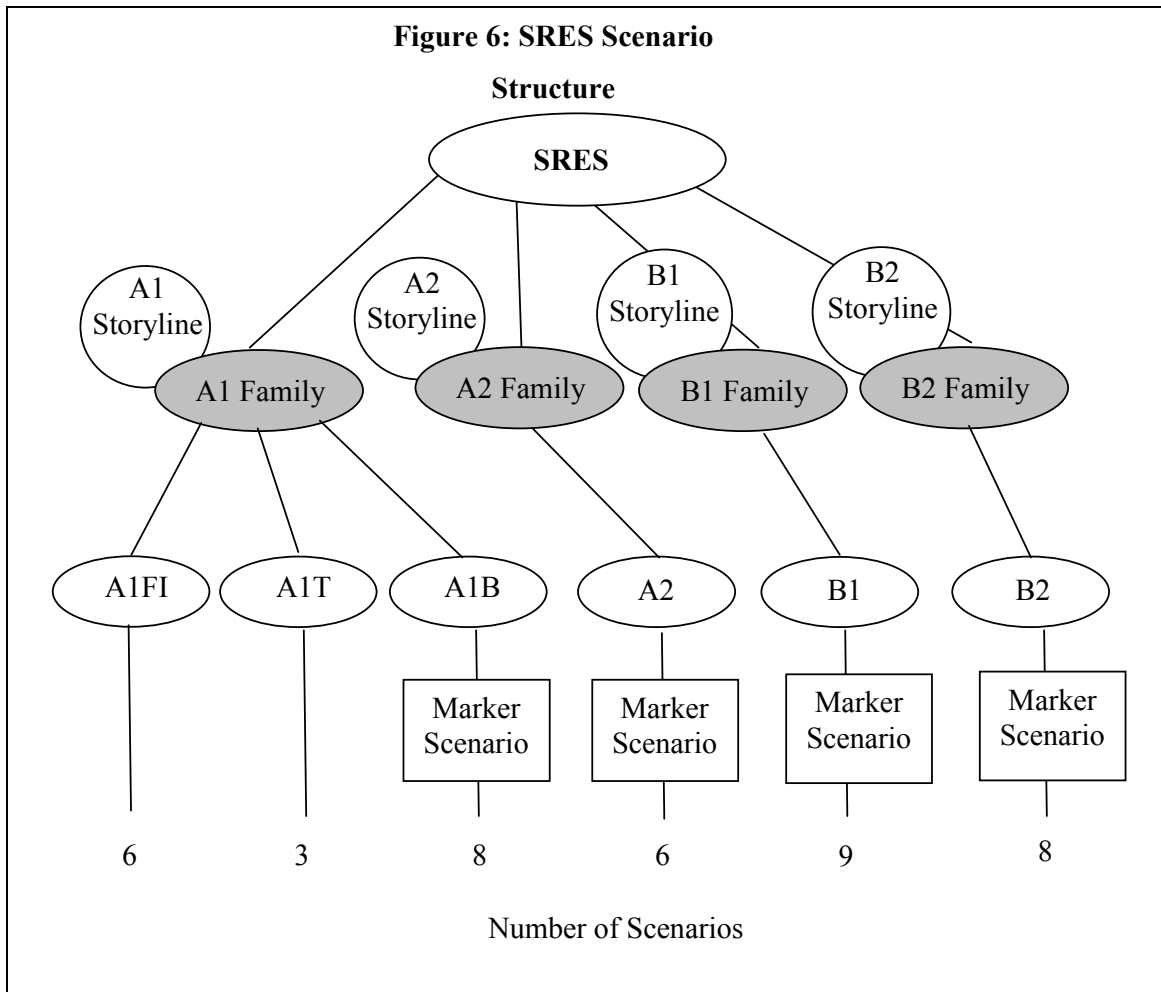 Figure 6: SRES Scenario
Structure
SRES
A1
Storyline
A2
Storyline
B1
Storyline
B2
Storyline
A1 Family
A2 Family
B1 Family
B2 Family
A1FI
A1T
A1B
A2
B1
B2
Marker
Scenario
Marker
Scenario
Marker
Scenario
Marker
Scenario
6
3
8
6
9
8
Number of Scenarios